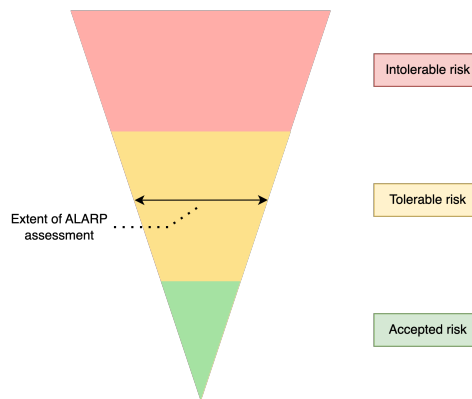 Intolerable risk
Tolerable risk
Extent of ALARP
assessment
Accepted risk